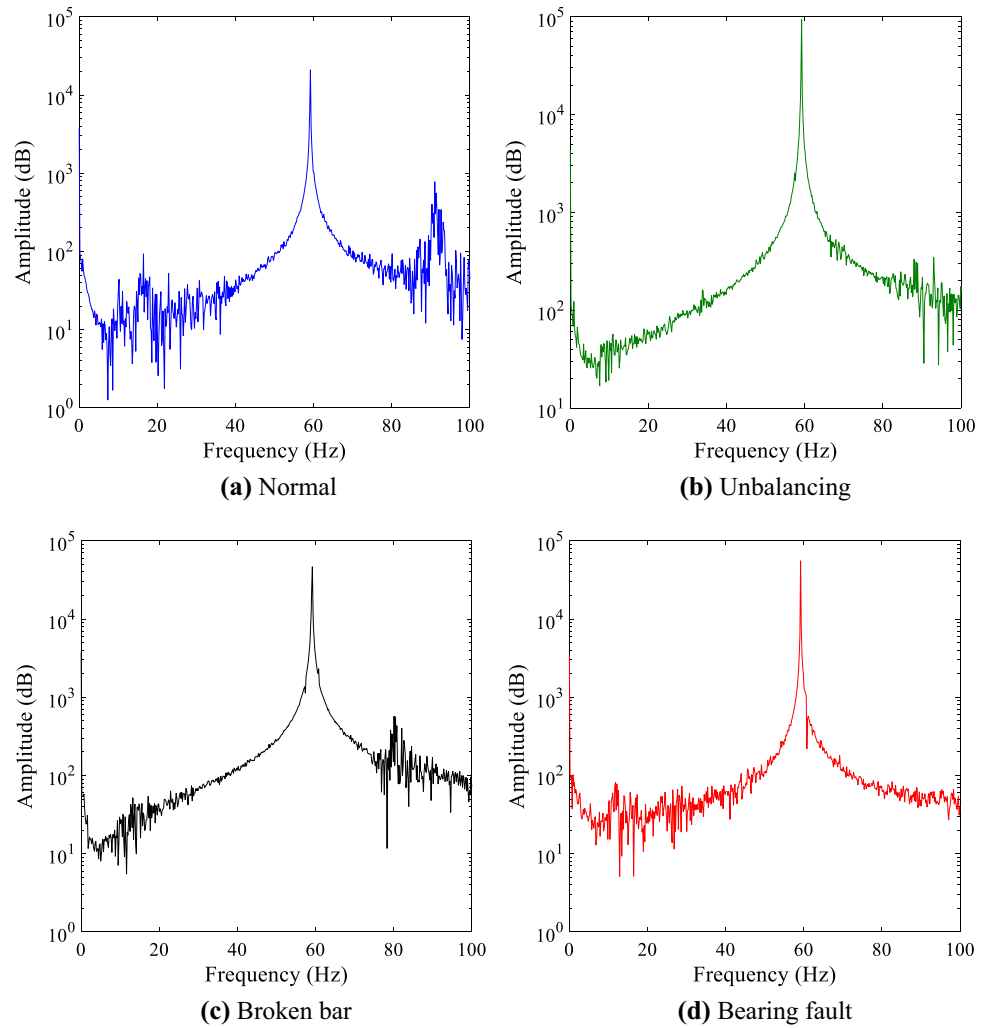 10^5
10^4
10^3
10^2
10^1
10^0
Amplitude (dB)
0 20 40 60 80 100
Frequency (Hz)
(a) Normal
10^5
10^4
10^3
10^2
10^1
Amplitude (dB)
0 20 40 60 80 100
Frequency (Hz)
(b) Unbalancing
10^5
10^4
10^3
10^2
10^1
10^0
Amplitude (dB)
0 20 40 60 80 100
Frequency (Hz)
(c) Broken bar
10^5
10^4
10^3
10^2
10^1
10^0
Amplitude (dB)
0 20 40 60 80 100
Frequency (Hz)
(d) Bearing fault